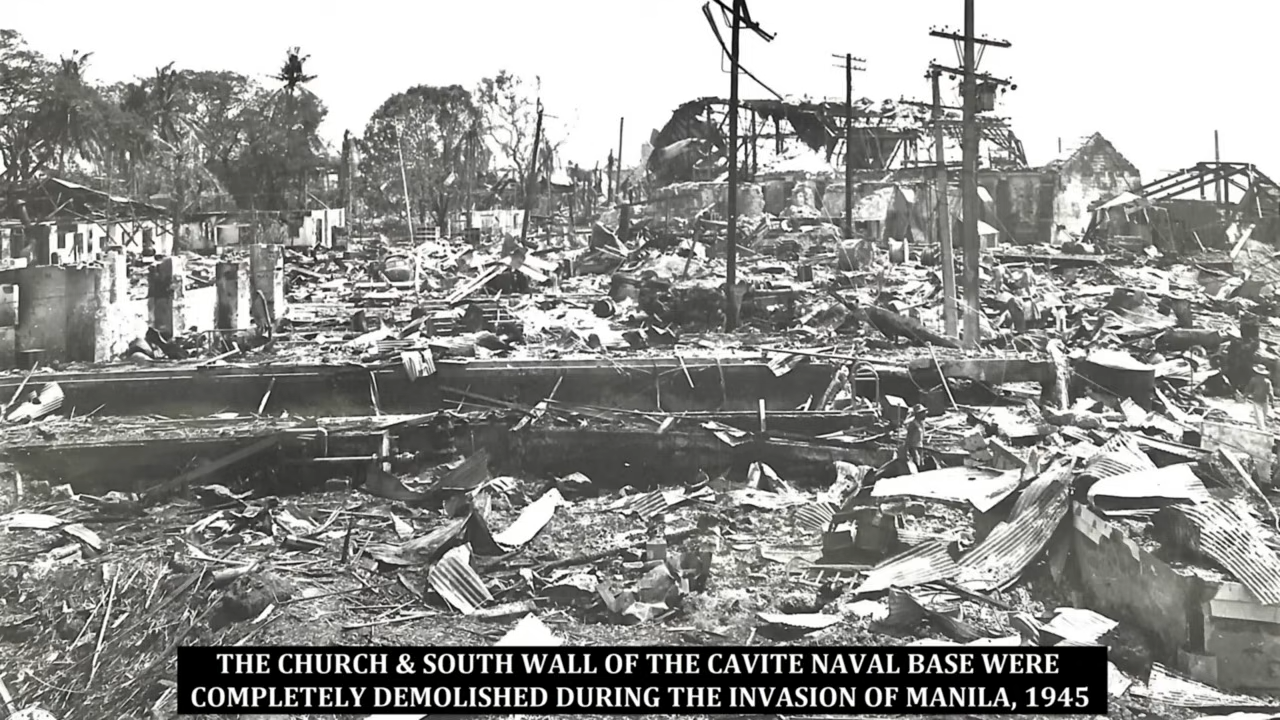 THE CHURCH & SOUTH WALL OF THE CAVITE NAVAL BASE WERE
COMPLETELY DEMOLISHED DURING THE INVASION OF MANILA, 1945